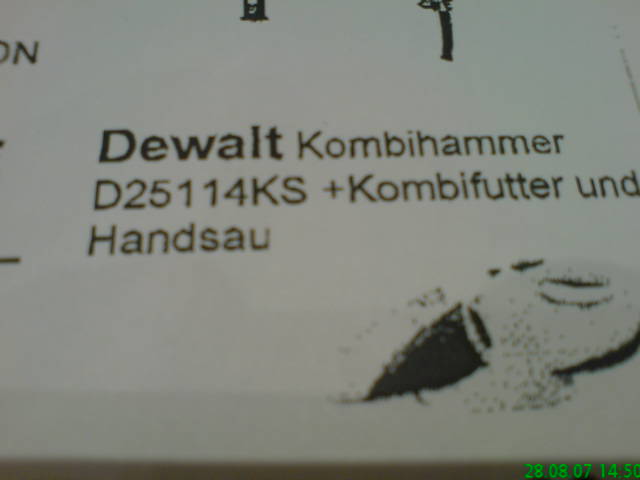 ON
Dewalt Kombihammer
D25114KS +Kombifutter und
Handsau
28.08.07 14:50